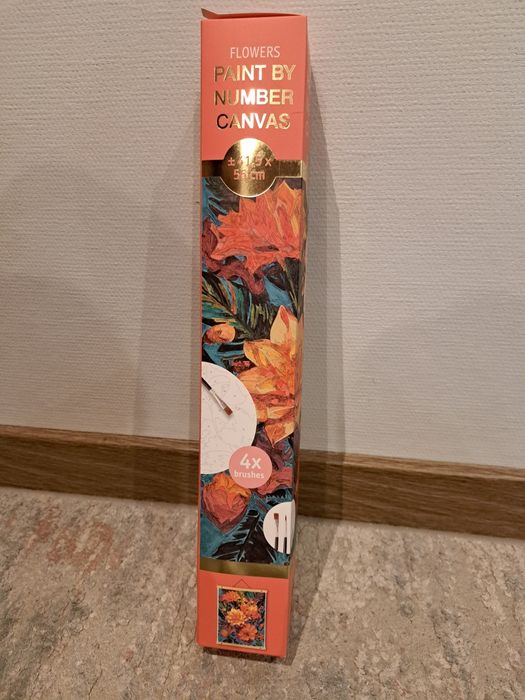 FLOWERS
PAINT BY
NUMBER
CANVAS
4x
brushes